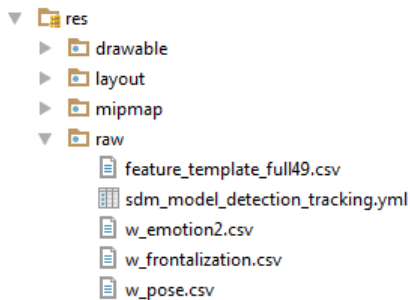 res
drawable
layout
mipmap
raw
feature_template_full49.csv
sdm_model_detection_tracking.yml
w_emotion2.csv
w_frontalization.csv
w_pose.csv